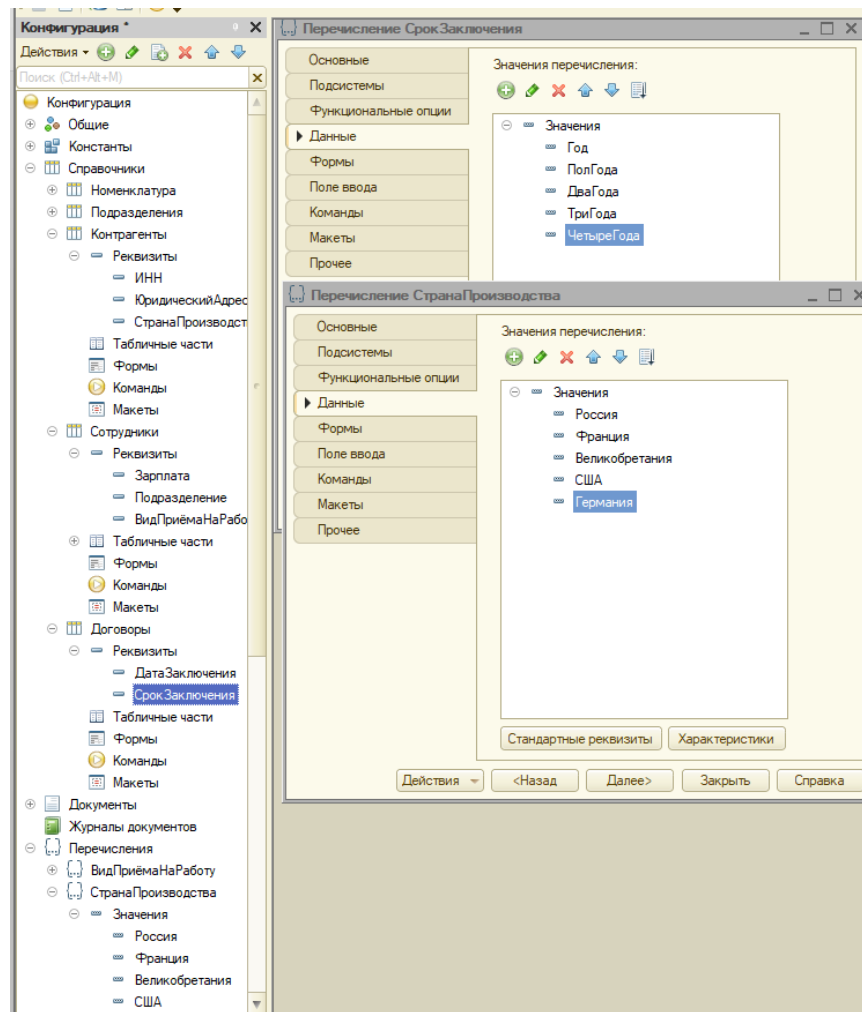 Конфигурация *
Действия
Поиск (Ctrl+Alt+M)
Конфигурация
Общие
Константы
Справочники
Номенклатура
Подразделения
Контрагенты
Реквизиты
ИНН
ЮридическийАдрес
СтранаПроизводст
Табличные части
Формы
Команды
Макеты
Сотрудники
Реквизиты
Зарплата
Подразделение
ВидПриёмаНаРабо
Табличные части
Формы
Команды
Макеты
Договоры
Реквизиты
ДатаЗаключения
СрокЗаключения
Табличные части
Формы
Команды
Макеты
Документы
Журналы документов
Перечисления
ВидПриёмаНаРаботу
СтранаПроизводства
Значения
Россия
Франция
Великобретания
США
Перечисление СрокЗаключения
Основные
Подсистемы
Функциональные опции
Данные
Формы
Поле ввода
Команды
Макеты
Прочее
Значения перечисления:
Значения
Год
ПолГода
ДваГода
ТриГода
ЧетыреГода
Перечисление СтранаПроизводства
Основные
Подсистемы
Функциональные опции
Данные
Формы
Поле ввода
Команды
Макеты
Прочее
Значения перечисления:
Значения
Россия
Франция
Великобретания
США
Германия
Стандартные реквизиты Характеристики
Действия <Назад Далее> Закрыть Справка